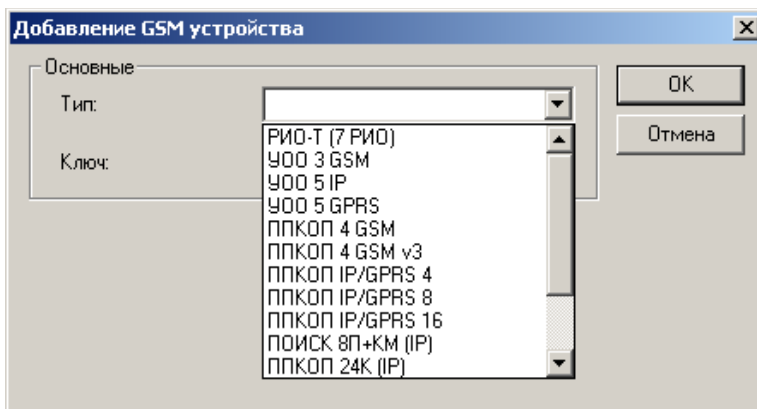 Добавление GSM устройства
Основные
OK
Тип:
Отмена
Ключ:
РИО-Т (7 РИО)
УОО 3 GSM
УОО 5 IP
УОО 5 GPRS
ППКОП 4 GSM
ППКОП 4 GSM v3
ППКОП IP/GPRS 4
ППКОП IP/GPRS 8
ППКОП IP/GPRS 16
ПОИСК 8П+КМ (IP)
ППКОП 24К (IP)